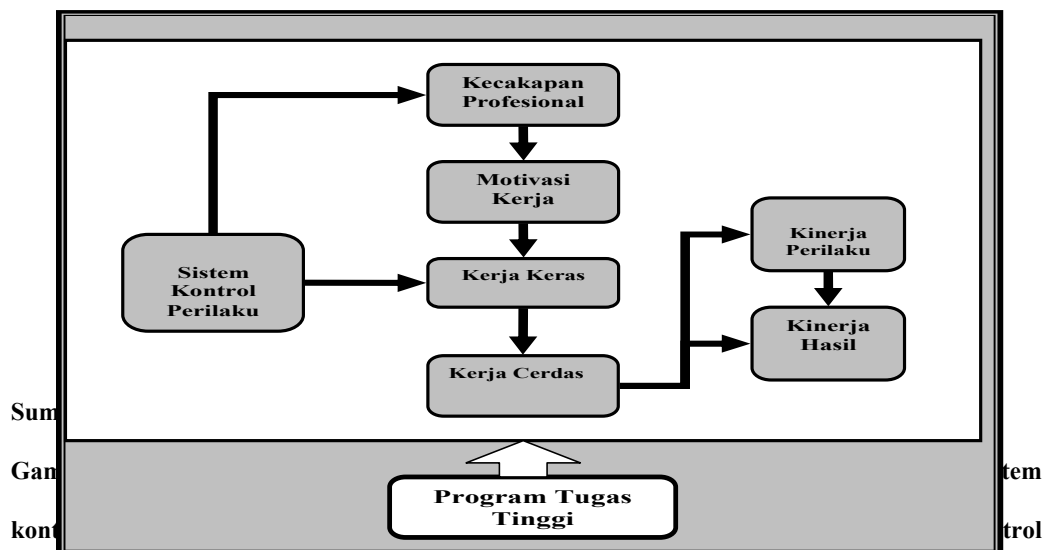 Kecakapan
Profesional
Motivasi
Kerja
Sistem
Kontrol
Perilaku
Kerja Keras
Kerja Cerdas
Kinerja
Perilaku
Kinerja
Hasil
Sum
Gam
tem
Program Tugas
Tinggi
kont
trol